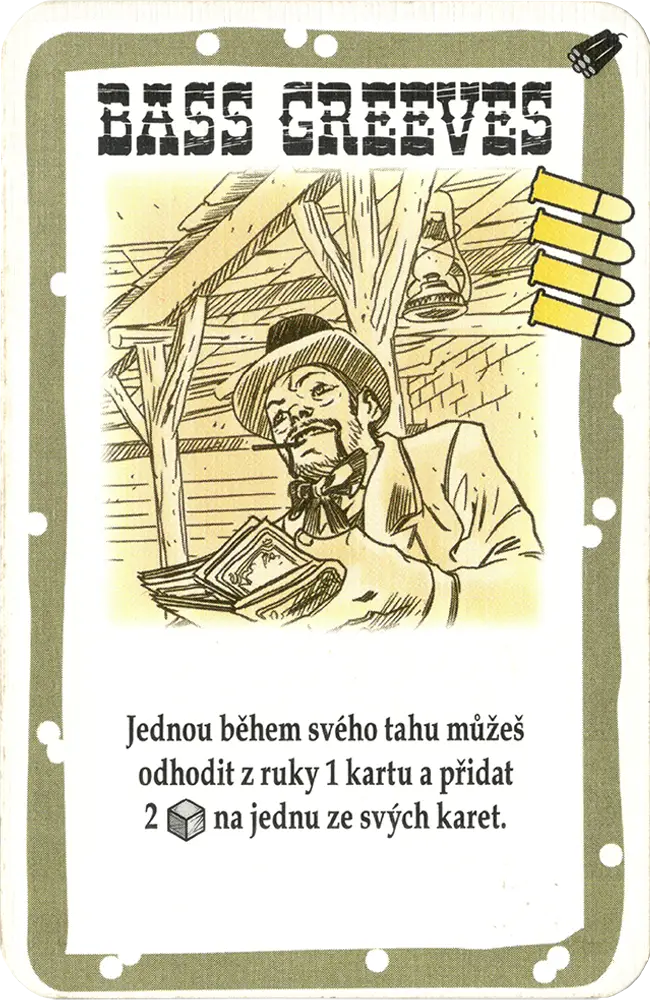 BASS GREEVES
Jednou během svého tahu můžeš
odhodit z ruky 1 kartu a přidat
2 na jednu ze svých karet.